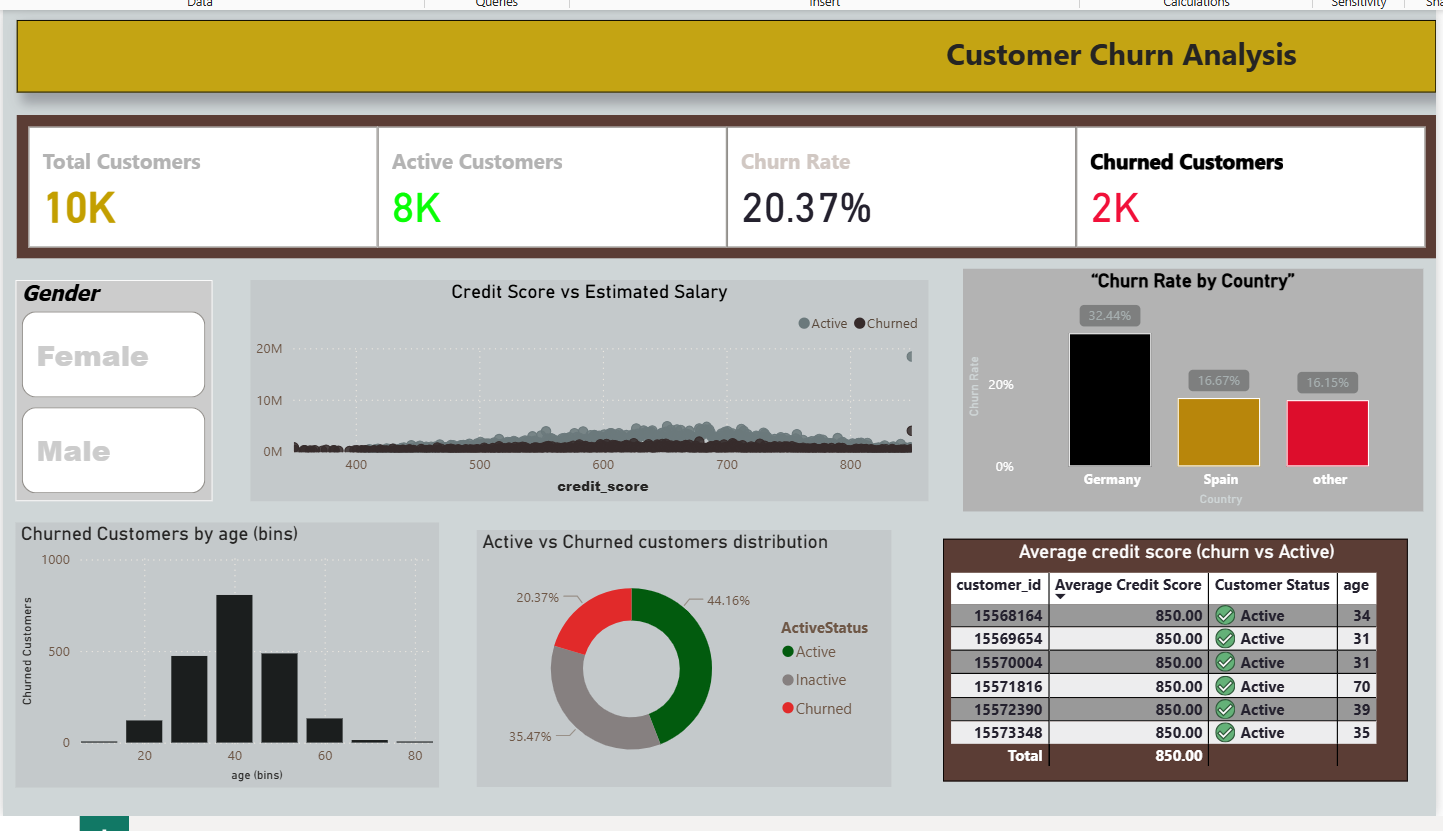 Data Queries Insert Calculations Sensitivity
Customer Churn Analysis
Total Customers
10K
Active Customers
8K
Churn Rate
20.37%
Churned Customers
2K
Gender
Female
Male
Credit Score vs Estimated Salary
Active Churned
20M
10M
0M
400 500 600 700 800
credit_score
“Churn Rate by Country”
Churn Rate
20%
0%
32.44%
16.67%
16.15%
Germany Spain other
Country
Churned Customers by age (bins)
Churned Customers
1000
500
0
20 40 60 80
age (bins)
Active vs Churned customers distribution
20.37%
44.16%
35.47%
ActiveStatus
Active
Inactive
Churned
Average credit score (churn vs Active)
customer_id Average Credit Score Customer Status age
15568164 850.00 Active 34
15569654 850.00 Active 31
15570004 850.00 Active 31
15571816 850.00 Active 70
15572390 850.00 Active 39
15573348 850.00 Active 35
Total 850.00